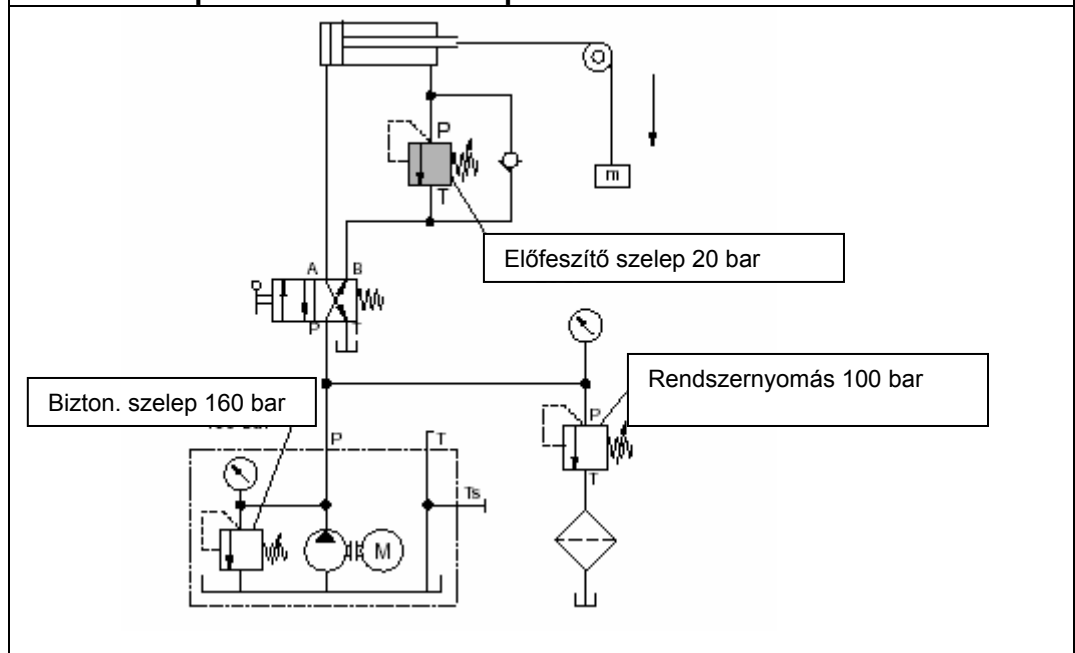 P
m
T
Előfeszítő szelep 20 bar
A B
P T
Rendszernyomás 100 bar
Bizton. szelep 160 bar
P
P T
T
Ts
M